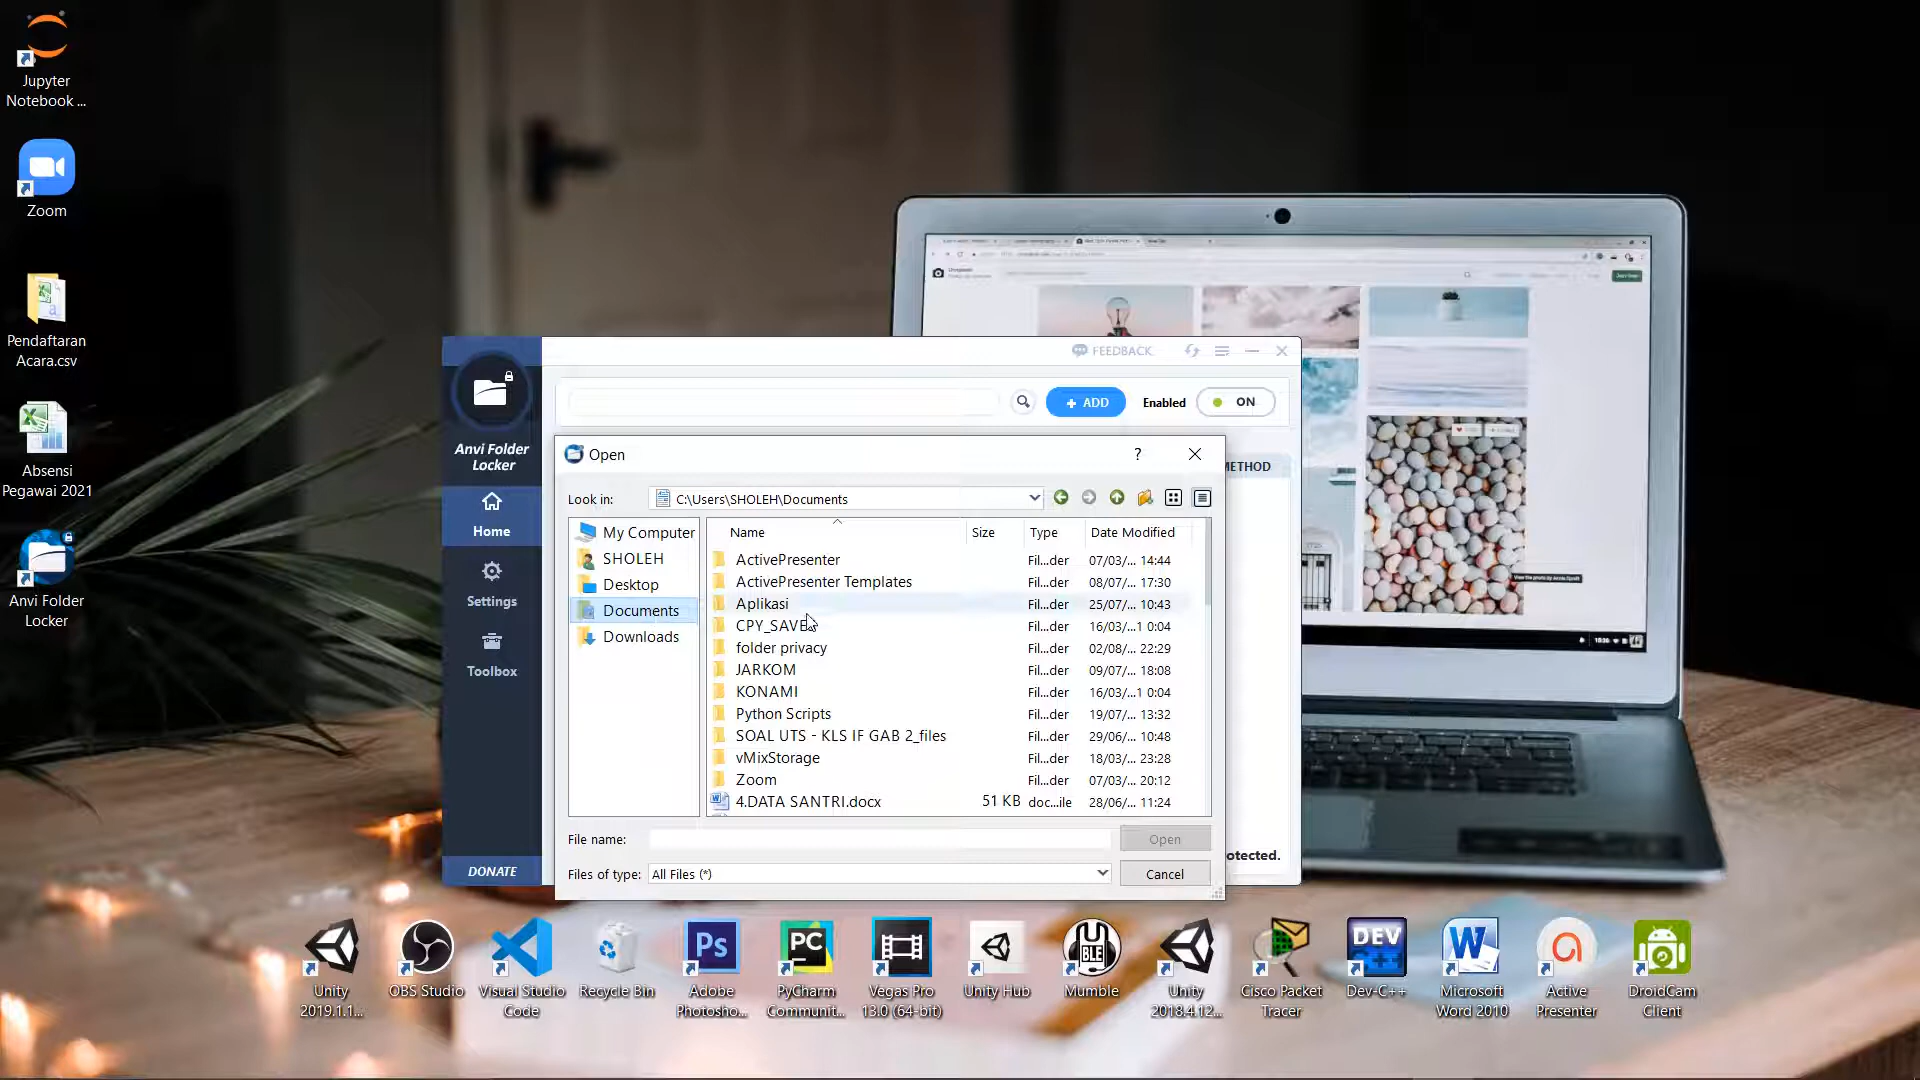 Jupyter
Notebook ...
Zoom
Pendaftaran
Acara.csv
Absensi
Pegawai 2021
Anvi Folder
Locker
FEEDBACK
Anvi Folder
Locker
+ ADD
Enabled
ON
Home
Settings
Toolbox
DONATE
METHOD
otected.
Open
?
Look in:
C:\Users\SHOLEH\Documents
My Computer
SHOLEH
Desktop
Documents
Downloads
Name Size Type Date Modified
ActivePresenter Fil...der 07/03/... 14:44
ActivePresenter Templates Fil...der 08/07/... 17:30
Aplikasi Fil...der 25/07/... 10:43
CPY_SAVES Fil...der 16/03/...1 0:04
folder privacy Fil...der 02/08/... 22:29
JARKOM Fil...der 09/07/... 18:08
KONAMI Fil...der 16/03/...1 0:04
Python Scripts Fil...der 19/07/... 13:32
SOAL UTS - KLS IF GAB 2_files Fil...der 29/06/... 10:48
vMixStorage Fil...der 18/03/... 23:28
Zoom Fil...der 07/03/... 20:12
4.DATA SANTRI.docx 51 KB doc...ile 28/06/... 11:24
File name:
Open
Files of type:
All Files (*)
Cancel
Unity
2019.1.1...
OBS Studio
Visual Studio
Code
Recycle Bin
Ps
Adobe
Photosho...
PC
PyCharm
Communit...
Vegas Pro
13.0 (64-bit)
Unity Hub
BLE
Mumble
Unity
2018.4.12...
Cisco Packet
Tracer
DEV
C++
Dev-C++
W
Microsoft
Word 2010
Active
Presenter
DroidCam
Client